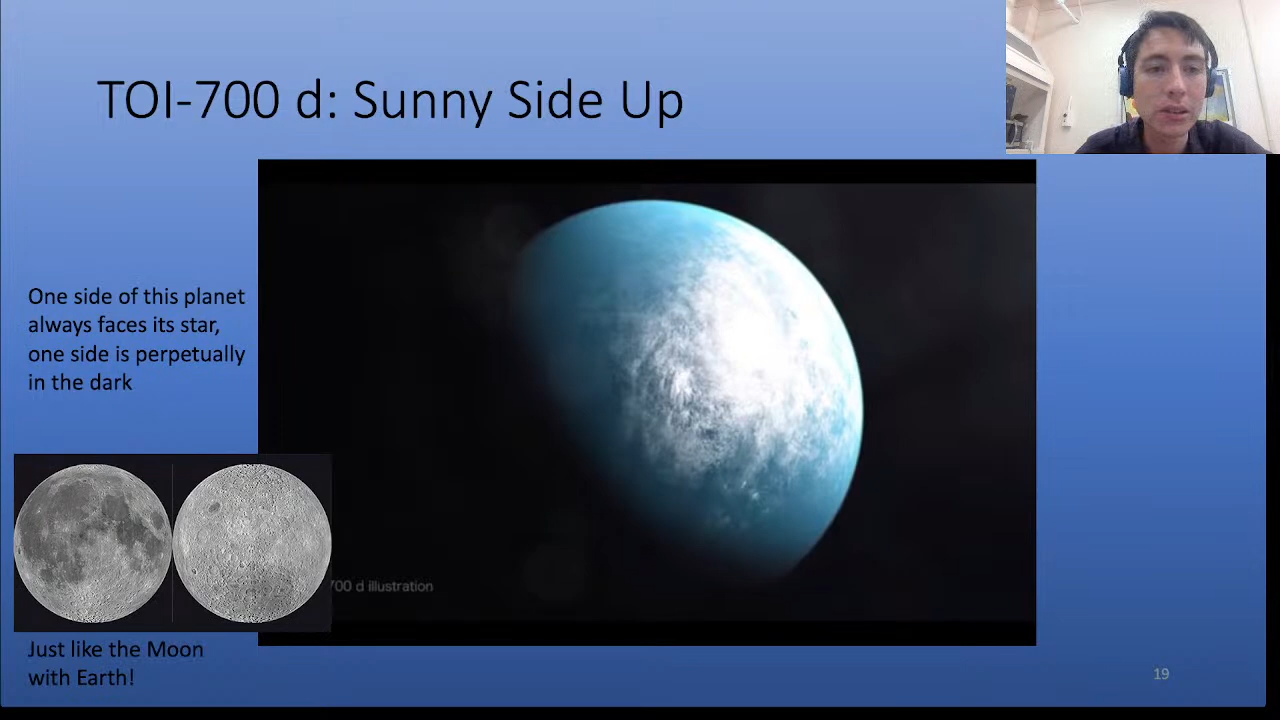 TOI-700 d: Sunny Side Up
One side of this planet
always faces its star,
one side is perpetually
in the dark
700 d illustration
Just like the Moon
with Earth!
19